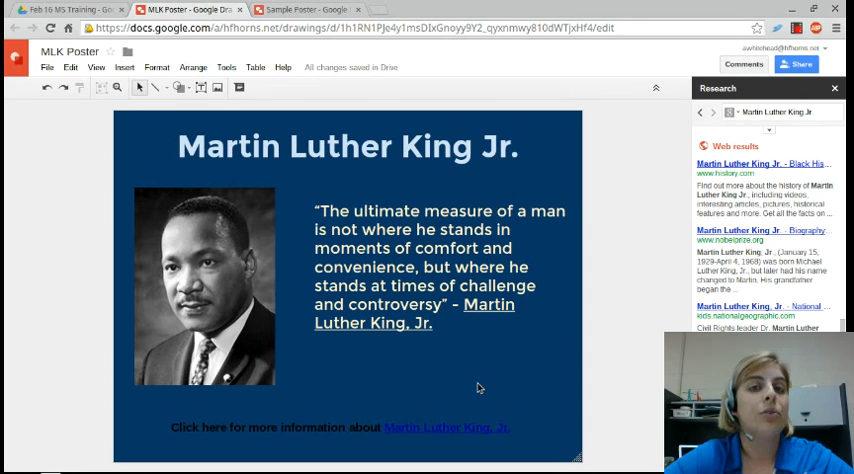 Feb 16 MS Training - Goo
MLK Poster - Google Dra
Sample Poster - Google
https://docs.google.com/a/hfhorns.net/drawings/d/1h1RN1PJe4y1msDIxGnoyy9Y2_qyxnmwy810dWTjxHf4/edit
MLK Poster
awhitehead@hfhorns.net
File Edit View Insert Format Arrange Tools Table Help All changes saved in Drive
Comments
Share
Research
Martin Luther King Jr.
Web results
Martin Luther King Jr. - Black His...
www.history.com
Find out more about the history of Martin
Luther King Jr., including videos,
interesting articles, pictures, historical
features and more. Get all the facts on ...
Martin Luther King Jr. - Biography
www.nobelprize.org
Martin Luther King, Jr., (January 15,
1929-April 4, 1968) was born Michael
Luther King, Jr., but later had his name
changed to Martin. His grandfather
began the ...
Martin Luther King, Jr. - National ...
kids.nationalgeographic.com
Civil Rights leader Dr. Martin Luther
Martin Luther King Jr.
“The ultimate measure of a man
is not where he stands in
moments of comfort and
convenience, but where he
stands at times of challenge
and controversy” - Martin
Luther King, Jr.
Click here for more information about Martin Luther King, Jr.